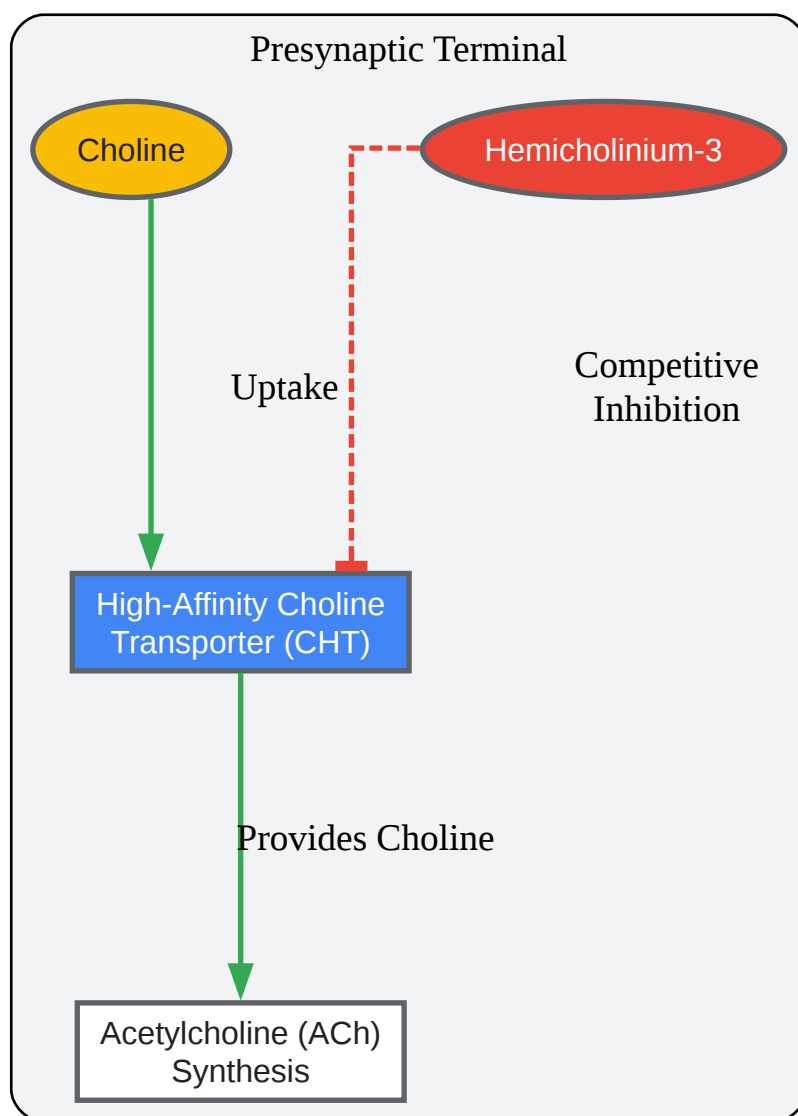 Presynaptic Terminal
Choline
Hemicholinium-3
Uptake
Competitive
Inhibition
High-Affinity Choline
Transporter (CHT)
Provides Choline
Acetylcholine (ACh)
Synthesis